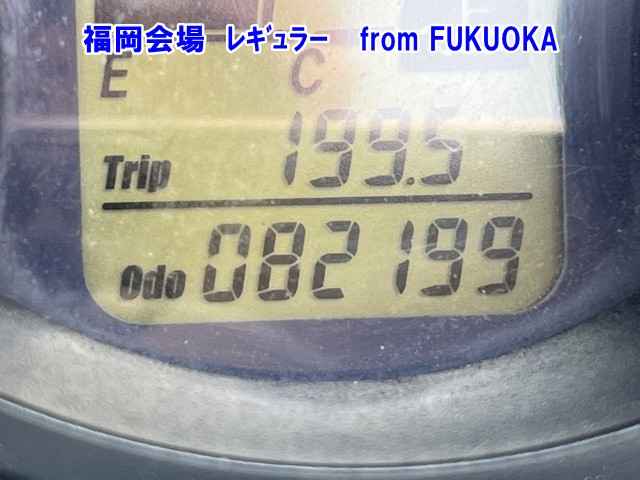 福岡会場 ﾚｷﾞｭﾗｰ from FUKUOKA
E C
Trip 199.5
Odo 082199